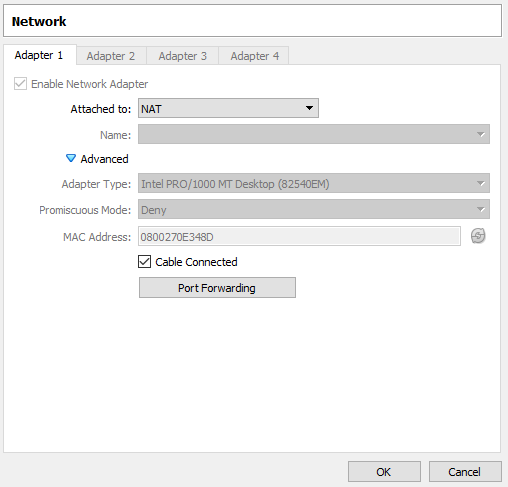 Network
Adapter 1 Adapter 2 Adapter 3 Adapter 4
Enable Network Adapter
Attached to: NAT
Name:
Advanced
Adapter Type: Intel PRO/1000 MT Desktop (82540EM)
Promiscuous Mode: Deny
MAC Address: 0800270E348D
Cable Connected
Port Forwarding
OK Cancel